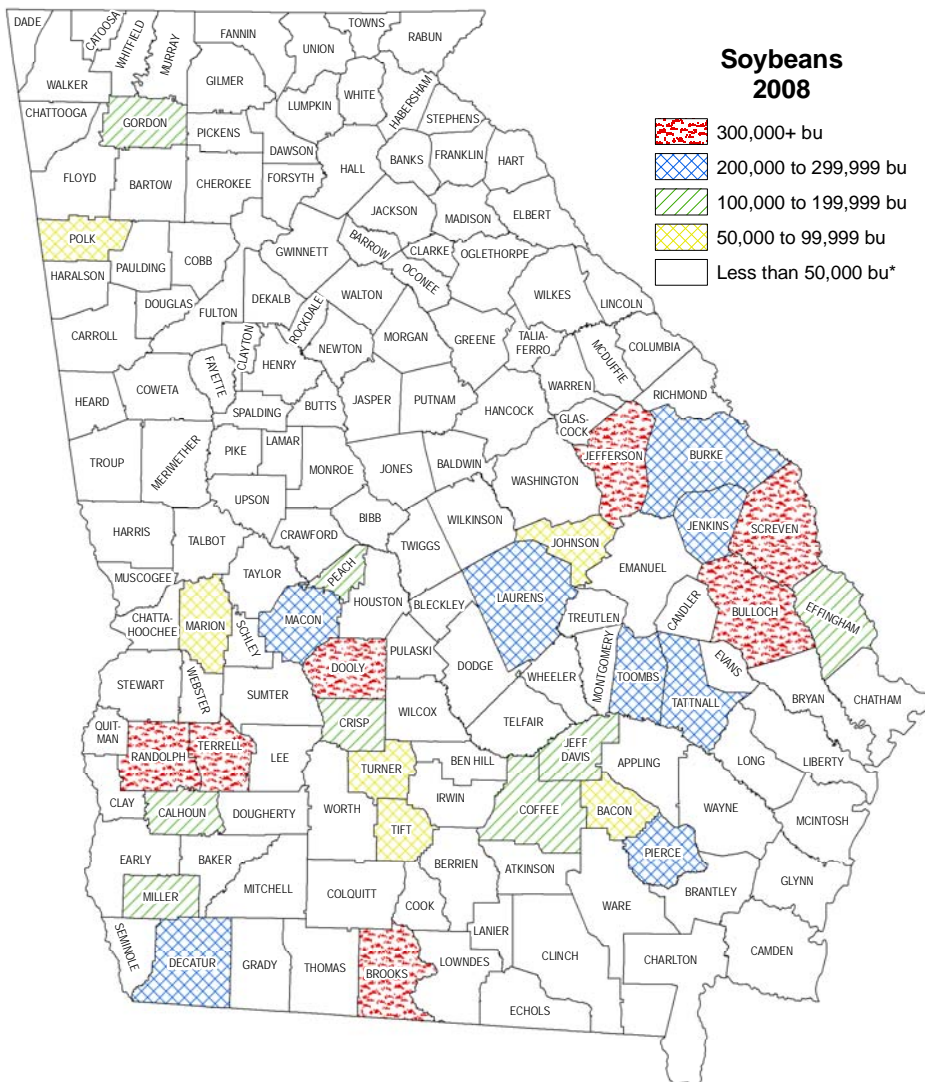 DADE
CATOOSA
WHITFIELD
MURRAY
FANNIN
UNION
TOWNS
RABUN
WALKER
GILMER
LUMPKIN
WHITE
HABERSHAM
STEPHENS
CHATTOOGA
GORDON
PICKENS
DAWSON
HALL
BANKS
FRANKLIN
HART
FLOYD
BARTOW
CHEROKEE
FORSYTH
JACKSON
MADISON
ELBERT
POLK
PAULDING
COBB
GWINNETT
BARROW
CLARKE
OCONEE
OGLETHORPE
HARALSON
DOUGLAS
FULTON
DEKALB
ROCKDALE
WALTON
WILKES
LINCOLN
CARROLL
CLAYTON
HENRY
NEWTON
MORGAN
GREENE
TALIA-
FERRO
MCDUFFIE
COLUMBIA
HEARD
COWETA
FAYETTE
SPALDING
BUTTS
JASPER
PUTNAM
HANCOCK
WARREN
RICHMOND
GLAS-
COCK
TROUP
MERIWETHER
PIKE
LAMAR
MONROE
JONES
BALDWIN
WASHINGTON
JEFFERSON
BURKE
UPSON
HARRIS
TALBOT
CRAWFORD
BIBB
TWIGGS
WILKINSON
JOHNSON
JENKINS
SCREVEN
MUSCOGEE
TAYLOR
PEACH
HOUSTON
BLECKLEY
LAURENS
EMANUEL
CHATTA-
HOOCHEE
MARION
SCHLEY
MACON
TREUTLEN
CANDLER
BULLOCH
EFFINGHAM
STEWART
WEBSTER
SUMTER
DOOLY
PULASKI
DODGE
WHEELER
MONTGOMERY
TOOMBS
TATTNALL
EVANS
BRYAN
CHATHAM
QUIT-
MAN
RANDOLPH
TERRELL
LEE
CRISP
WILCOX
TELFAIR
JEFF
DAVIS
APPLING
LONG
LIBERTY
CLAY
CALHOUN
DOUGHERTY
WORTH
TURNER
BEN HILL
IRWIN
COFFEE
BACON
WAYNE
MCINTOSH
TIFT
EARLY
BAKER
MITCHELL
COLQUITT
BERRIEN
ATKINSON
PIERCE
BRANTLEY
GLYNN
MILLER
COOK
LANIER
WARE
SEMINOLE
DECATUR
GRADY
THOMAS
BROOKS
LOWNDES
CLINCH
CHARLTON
CAMDEN
ECHOLS
Soybeans
2008
300,000+ bu
200,000 to 299,999 bu
100,000 to 199,999 bu
50,000 to 99,999 bu
Less than 50,000 bu*